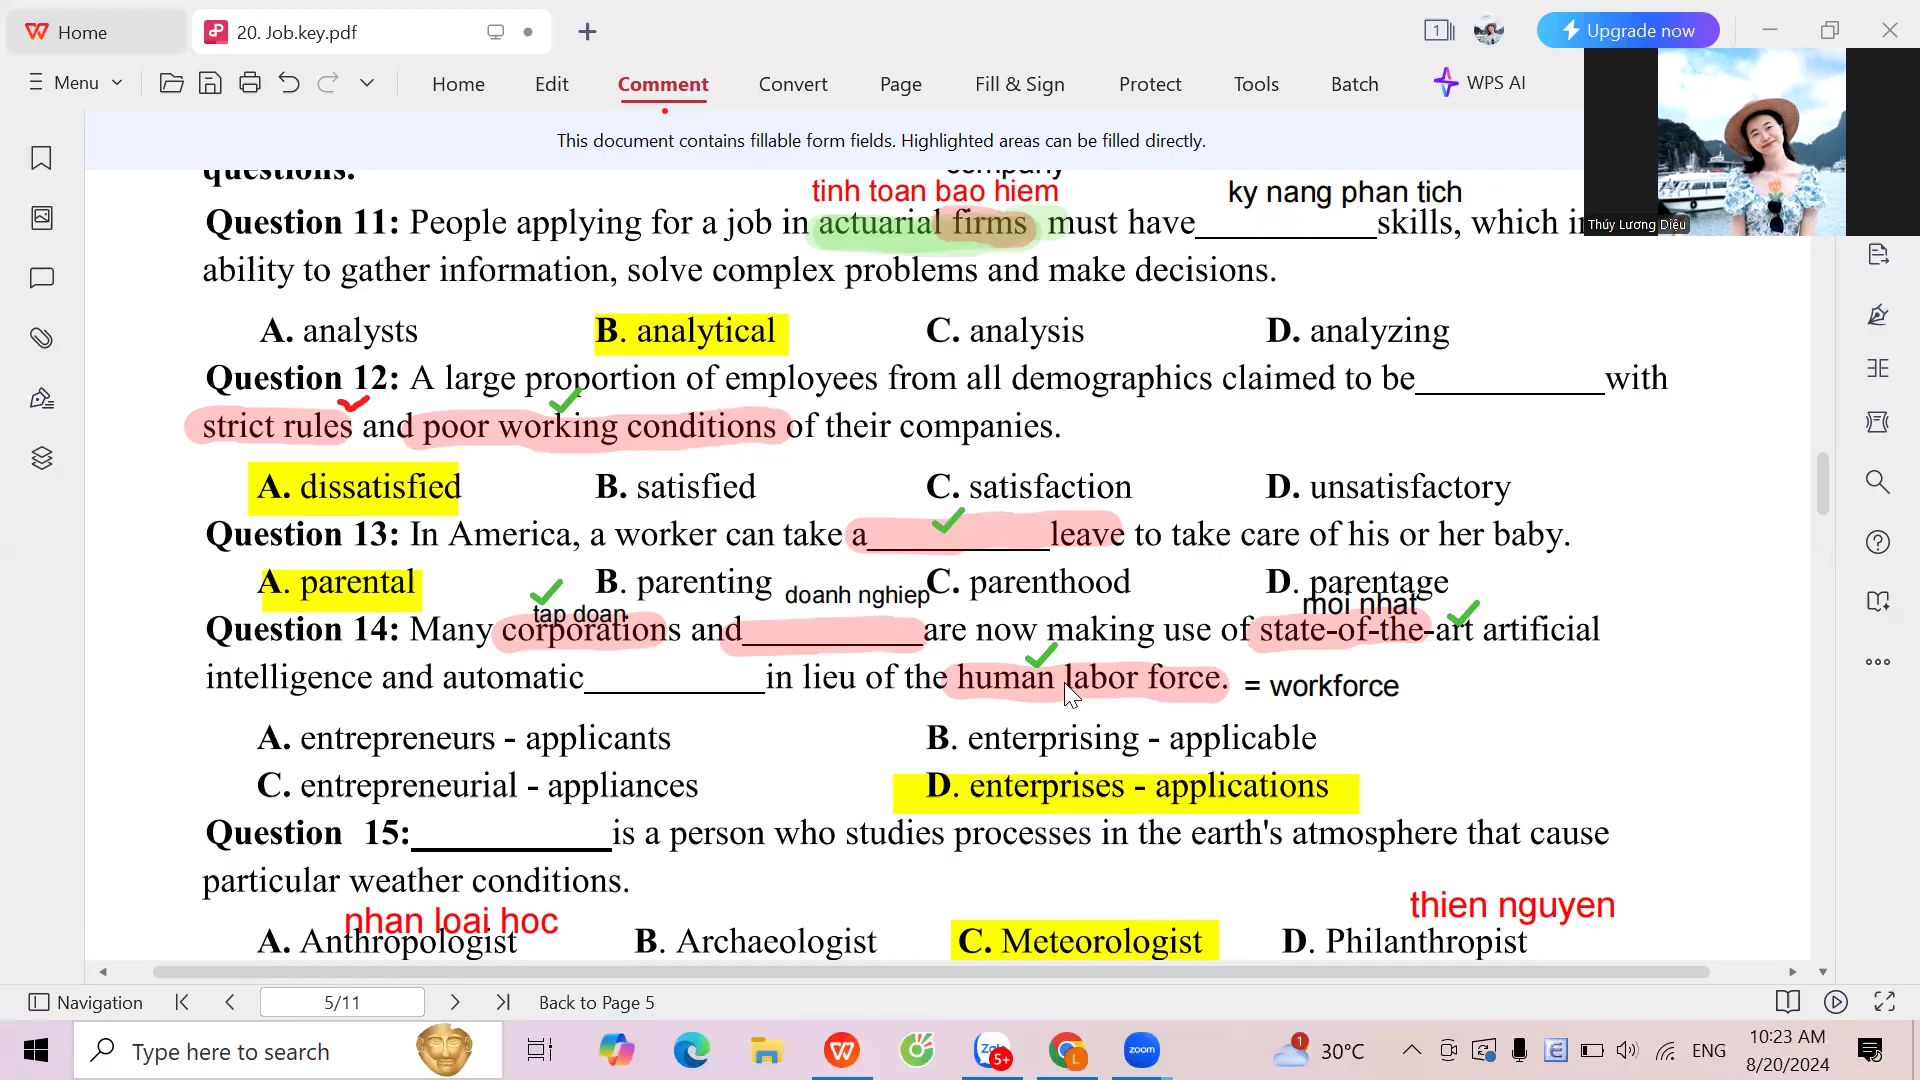 Home
20. Job.key.pdf
1
Upgrade now
Menu
Home Edit Comment Convert Page Fill & Sign Protect Tools Batch WPS AI
This document contains fillable form fields. Highlighted areas can be filled directly.
Thúy Lương Diệu
questions.
company
tinh toan bao hiem
ky nang phan tich
Question 11: People applying for a job in actuarial firms must have__________skills, which
ability to gather information, solve complex problems and make decisions.
A. analysts B. analytical C. analysis D. analyzing
Question 12: A large proportion of employees from all demographics claimed to be__________with
strict rules and poor working conditions of their companies.
A. dissatisfied B. satisfied C. satisfaction D. unsatisfactory
Question 13: In America, a worker can take a__________leave to take care of his or her baby.
A. parental B. parenting C. parenthood D. parentage
tap doan
doanh nghiep
moi nhat
Question 14: Many corporations and__________are now making use of state-of-the-art artificial
intelligence and automatic__________in lieu of the human labor force. = workforce
A. entrepreneurs - applicants B. enterprising - applicable
C. entrepreneurial - appliances D. enterprises - applications
Question 15:___________is a person who studies processes in the earth's atmosphere that cause
particular weather conditions.
nhan loai hoc
thien nguyen
A. Anthropologist B. Archaeologist C. Meteorologist D. Philanthropist
Navigation 5/11 Back to Page 5
Type here to search
Zalo
5+
L
zoom
1
30°C
ENG
10:23 AM
8/20/2024